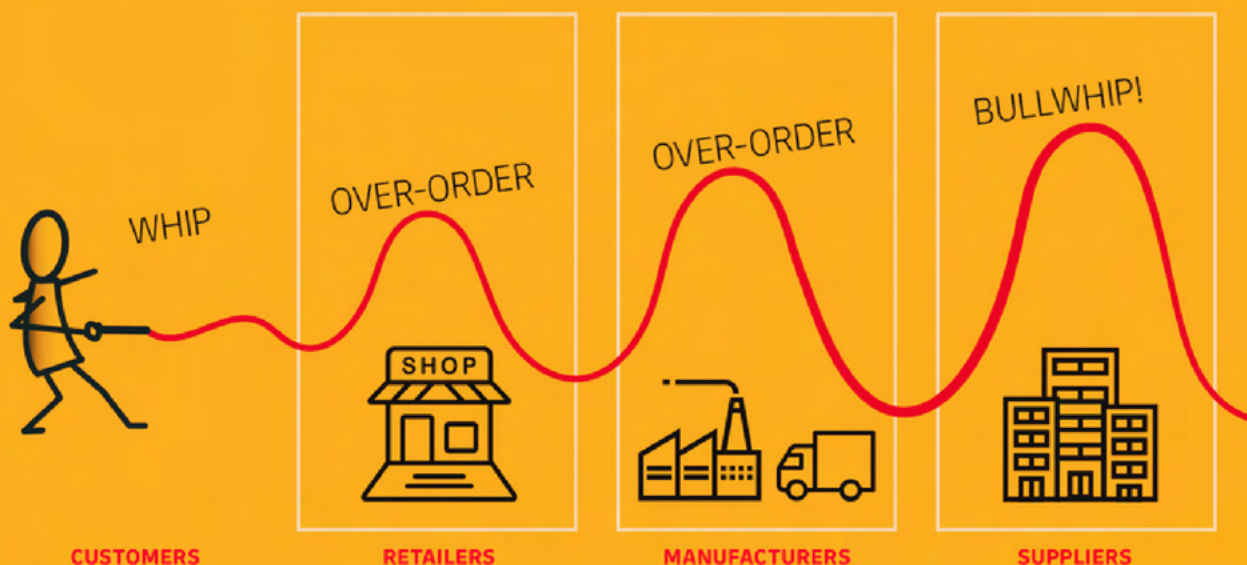 WHIP
OVER-ORDER
OVER-ORDER
BULLWHIP!
SHOP
CUSTOMERS
RETAILERS
MANUFACTURERS
SUPPLIERS